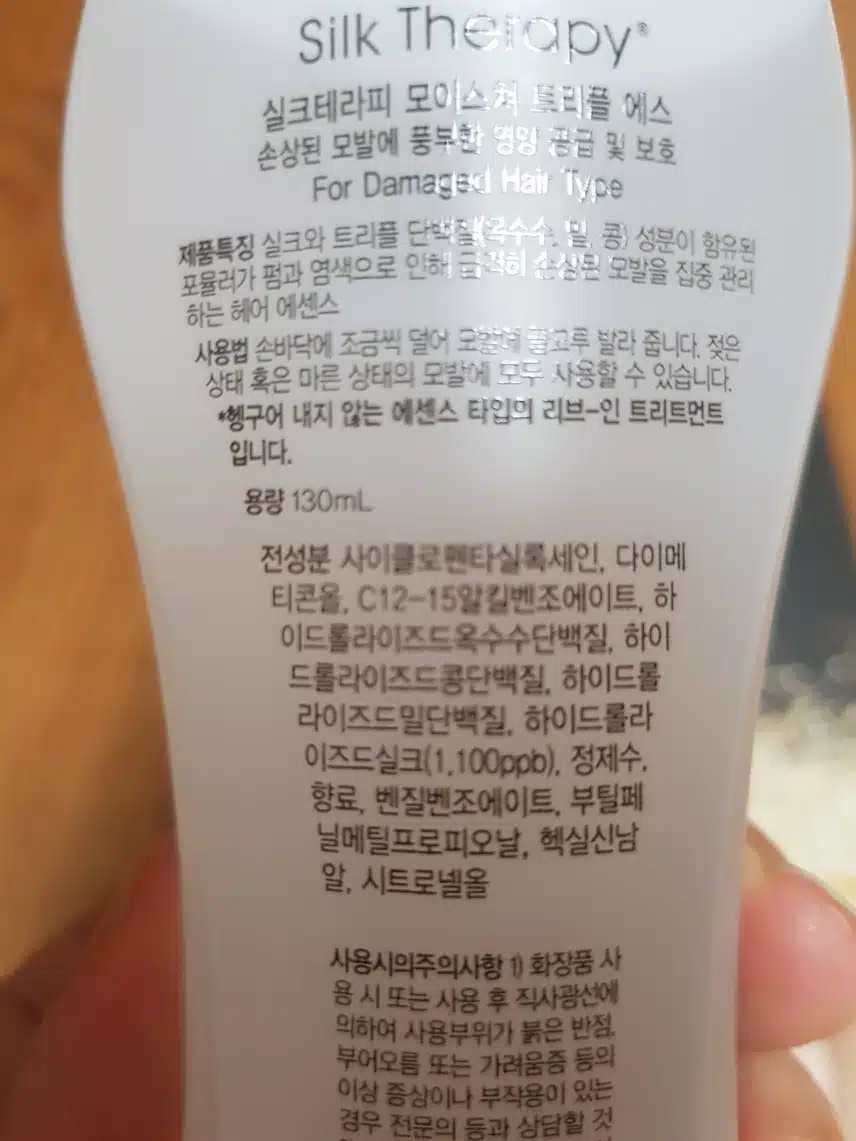 Silk Therapy®
실크테라피 모이스쳐 트리플 에스
손상된 모발에 풍부한 영양 공급 및 보호
For Damaged Hair Type
제품특징 실크와 트리플 단백질(옥수수, 밀, 콩) 성분이 함유된
포뮬러가 펌과 염색으로 인해 급격히 손상된 모발을 집중 관리
하는 헤어 에센스
사용법 손바닥에 조금씩 덜어 모발에 골고루 발라 줍니다. 젖은
상태 혹은 마른 상태의 모발에 모두 사용할 수 있습니다.
*헹구어 내지 않는 에센스 타입의 리브-인 트리트먼트
입니다.
용량 130mL
전성분 사이클로펜타실록세인, 다이메
티콘올, C12-15알킬벤조에이트, 하
이드롤라이즈드옥수수단백질, 하이
드롤라이즈드콩단백질, 하이드롤
라이즈드밀단백질, 하이드롤라
이즈드실크(1,100ppb), 정제수,
향료, 벤질벤조에이트, 부틸페
닐메틸프로피오날, 헥실신남
알, 시트로넬올
사용시의주의사항 1) 화장품 사
용 시 또는 사용 후 직사광선에
의하여 사용부위가 붉은 반점,
부어오름 또는 가려움증 등의
이상 증상이나 부작용이 있는
경우 전문의 등과 상담할 것